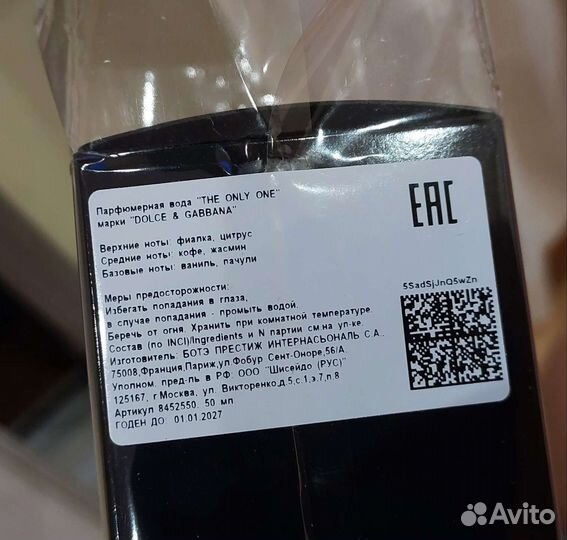 Парфюмерная вода "THE ONLY ONE"
марки "DOLCE & GABBANA"
EAC
Верхние ноты: фиалка, цитрус
Средние ноты: кофе, жасмин
Базовые ноты: ваниль, пачули
Меры предосторожности:
Избегать попадания в глаза,
в случае попадания - промыть водой.
Беречь от огня. Хранить при комнатной температуре.
Состав (по INCI)/Ingredients и N партии см.на уп-ке.
Изготовитель: БОТЭ ПРЕСТИЖ ИНТЕРНАСЬОНАЛЬ С.А.,
75008,Франция,Париж,ул.Фобур Сент-Оноре,56/А.
Уполном. пред-ль в РФ: ООО "Шисейдо (РУС)"
125167, г Москва, ул. Викторенко,д.5,с.1,э.7,п.8
Артикул 8452550. 50 мл
ГОДЕН ДО 01.01.2027
5SadSjJnQ5wZn
Avito